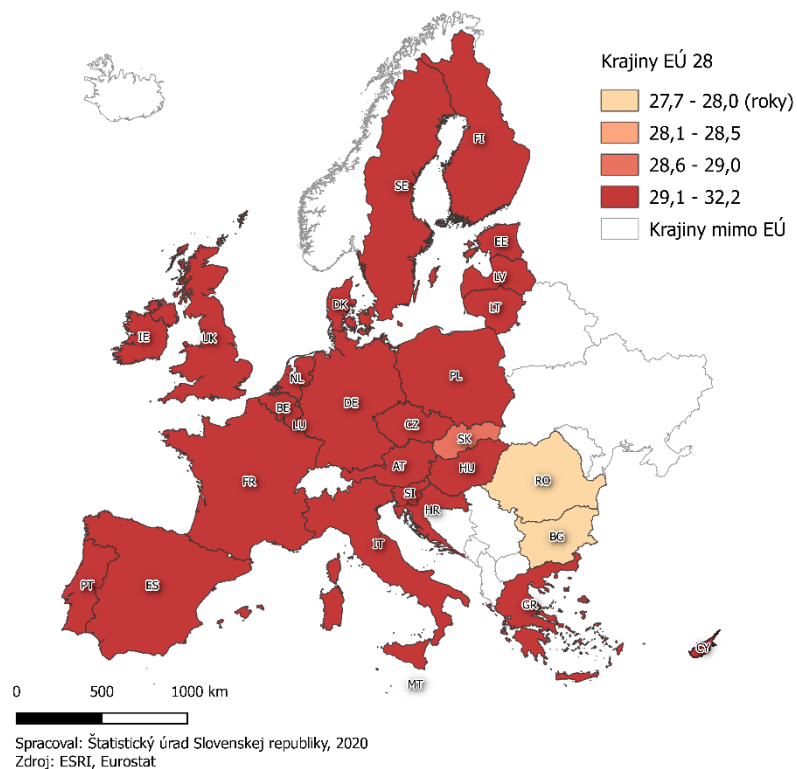 Krajiny EÚ 28
27,7 - 28,0 (roky)
28,1 - 28,5
28,6 - 29,0
29,1 - 32,2
Krajiny mimo EÚ
FI
SE
EE
LV
LT
DK
IE
UK
NL
PL
BE
DE
LU
CZ
SK
AT
HU
FR
RO
SI
HR
BG
IT
PT
ES
GR
CY
MT
0 500 1000 km
Spracoval: Štatistický úrad Slovenskej republiky, 2020
Zdroj: ESRI, Eurostat